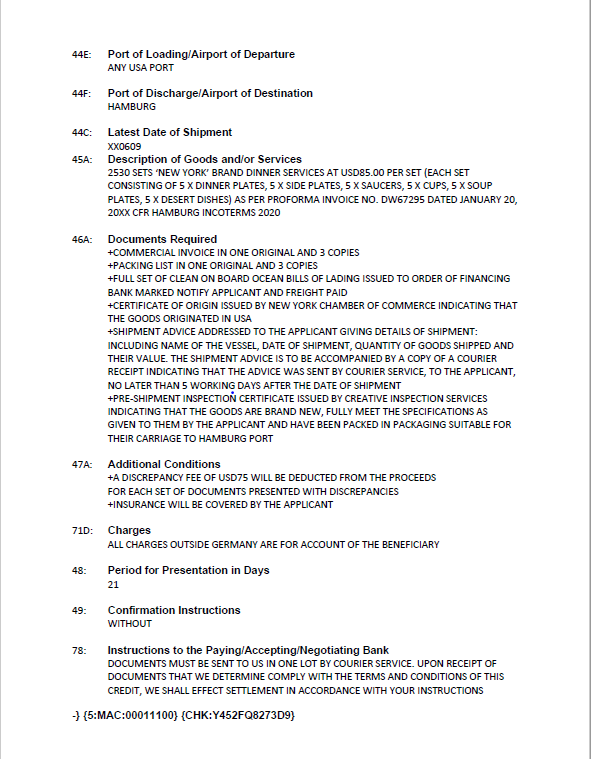 44E: Port of Loading/Airport of Departure
ANY USA PORT
44F: Port of Discharge/Airport of Destination
HAMBURG
44C: Latest Date of Shipment
XX0609
45A: Description of Goods and/or Services
2530 SETS ‘NEW YORK’ BRAND DINNER SERVICES AT USD85.00 PER SET (EACH SET
CONSISTING OF 5 X DINNER PLATES, 5 X SIDE PLATES, 5 X SAUCERS, 5 X CUPS, 5 X SOUP
PLATES, 5 X DESERT DISHES) AS PER PROFORMA INVOICE NO. DW67295 DATED JANUARY 20,
20XX CFR HAMBURG INCOTERMS 2020
46A: Documents Required
+COMMERCIAL INVOICE IN ONE ORIGINAL AND 3 COPIES
+PACKING LIST IN ONE ORIGINAL AND 3 COPIES
+FULL SET OF CLEAN ON BOARD OCEAN BILLS OF LADING ISSUED TO ORDER OF FINANCING
BANK MARKED NOTIFY APPLICANT AND FREIGHT PAID
+CERTIFICATE OF ORIGIN ISSUED BY NEW YORK CHAMBER OF COMMERCE INDICATING THAT
THE GOODS ORIGINATED IN USA
+SHIPMENT ADVICE ADDRESSED TO THE APPLICANT GIVING DETAILS OF SHIPMENT:
INCLUDING NAME OF THE VESSEL, DATE OF SHIPMENT, QUANTITY OF GOODS SHIPPED AND
THEIR VALUE. THE SHIPMENT ADVICE IS TO BE ACCOMPANIED BY A COPY OF A COURIER
RECEIPT INDICATING THAT THE ADVICE WAS SENT BY COURIER SERVICE, TO THE APPLICANT,
NO LATER THAN 5 WORKING DAYS AFTER THE DATE OF SHIPMENT
+PRE-SHIPMENT INSPECTION CERTIFICATE ISSUED BY CREATIVE INSPECTION SERVICES
INDICATING THAT THE GOODS ARE BRAND NEW, FULLY MEET THE SPECIFICATIONS AS
GIVEN TO THEM BY THE APPLICANT AND HAVE BEEN PACKED IN PACKAGING SUITABLE FOR
THEIR CARRIAGE TO HAMBURG PORT
47A: Additional Conditions
+A DISCREPANCY FEE OF USD75 WILL BE DEDUCTED FROM THE PROCEEDS
FOR EACH SET OF DOCUMENTS PRESENTED WITH DISCREPANCIES
+INSURANCE WILL BE COVERED BY THE APPLICANT
71D: Charges
ALL CHARGES OUTSIDE GERMANY ARE FOR ACCOUNT OF THE BENEFICIARY
48: Period for Presentation in Days
21
49: Confirmation Instructions
WITHOUT
78: Instructions to the Paying/Accepting/Negotiating Bank
DOCUMENTS MUST BE SENT TO US IN ONE LOT BY COURIER SERVICE. UPON RECEIPT OF
DOCUMENTS THAT WE DETERMINE COMPLY WITH THE TERMS AND CONDITIONS OF THIS
CREDIT, WE SHALL EFFECT SETTLEMENT IN ACCORDANCE WITH YOUR INSTRUCTIONS
-} {5:MAC:00011100} {CHK:Y452FQ8273D9}